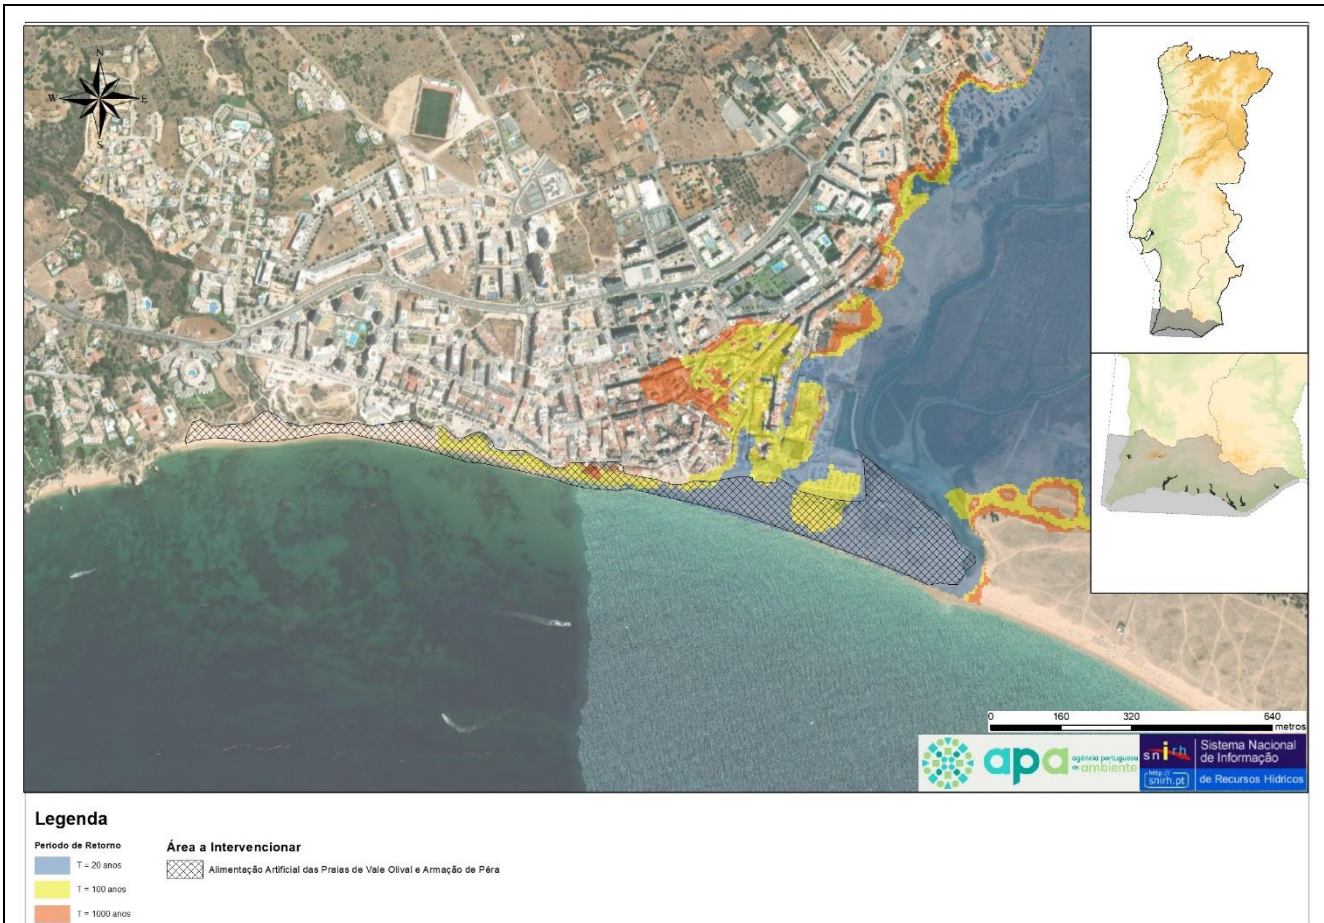 N
W E
S
0 160 320 640
metros
apa agência portuguesa
do ambiente
snirh Sistema Nacional
de Informação
http://
snirh.pt de Recursos Hídricos
Legenda
Período de Retorno
T = 20 anos
T = 100 anos
T = 1000 anos
Área a Intervencionar
Alimentação Artificial das Praias de Vale Olival e Armação de Pêra